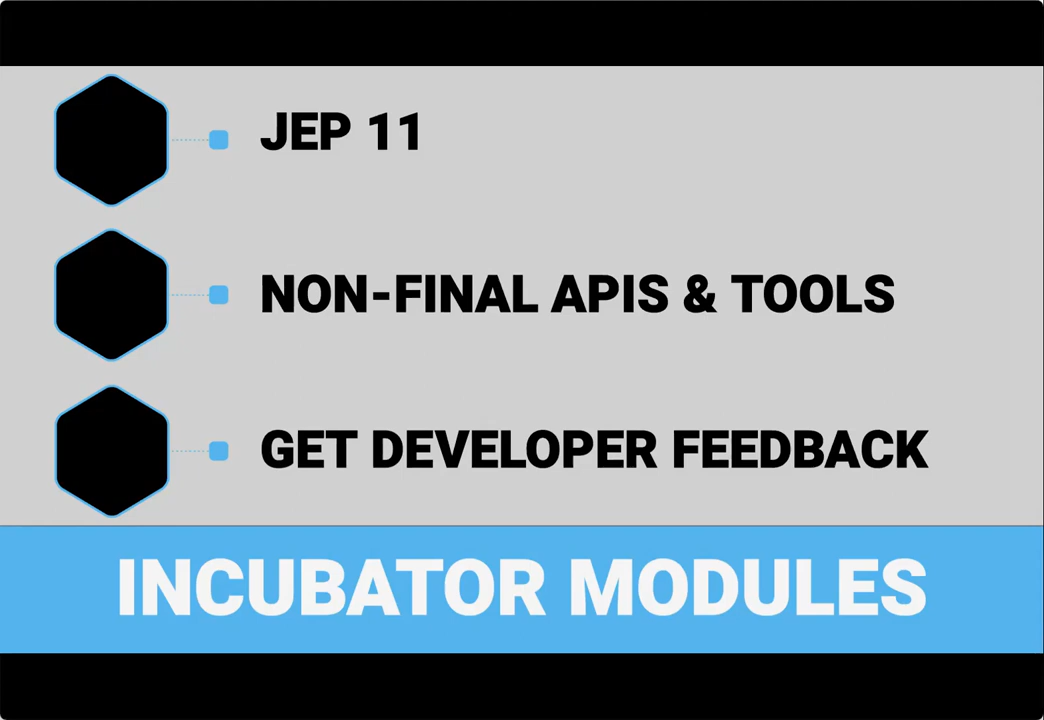 JEP 11
NON-FINAL APIS & TOOLS
GET DEVELOPER FEEDBACK
INCUBATOR MODULES